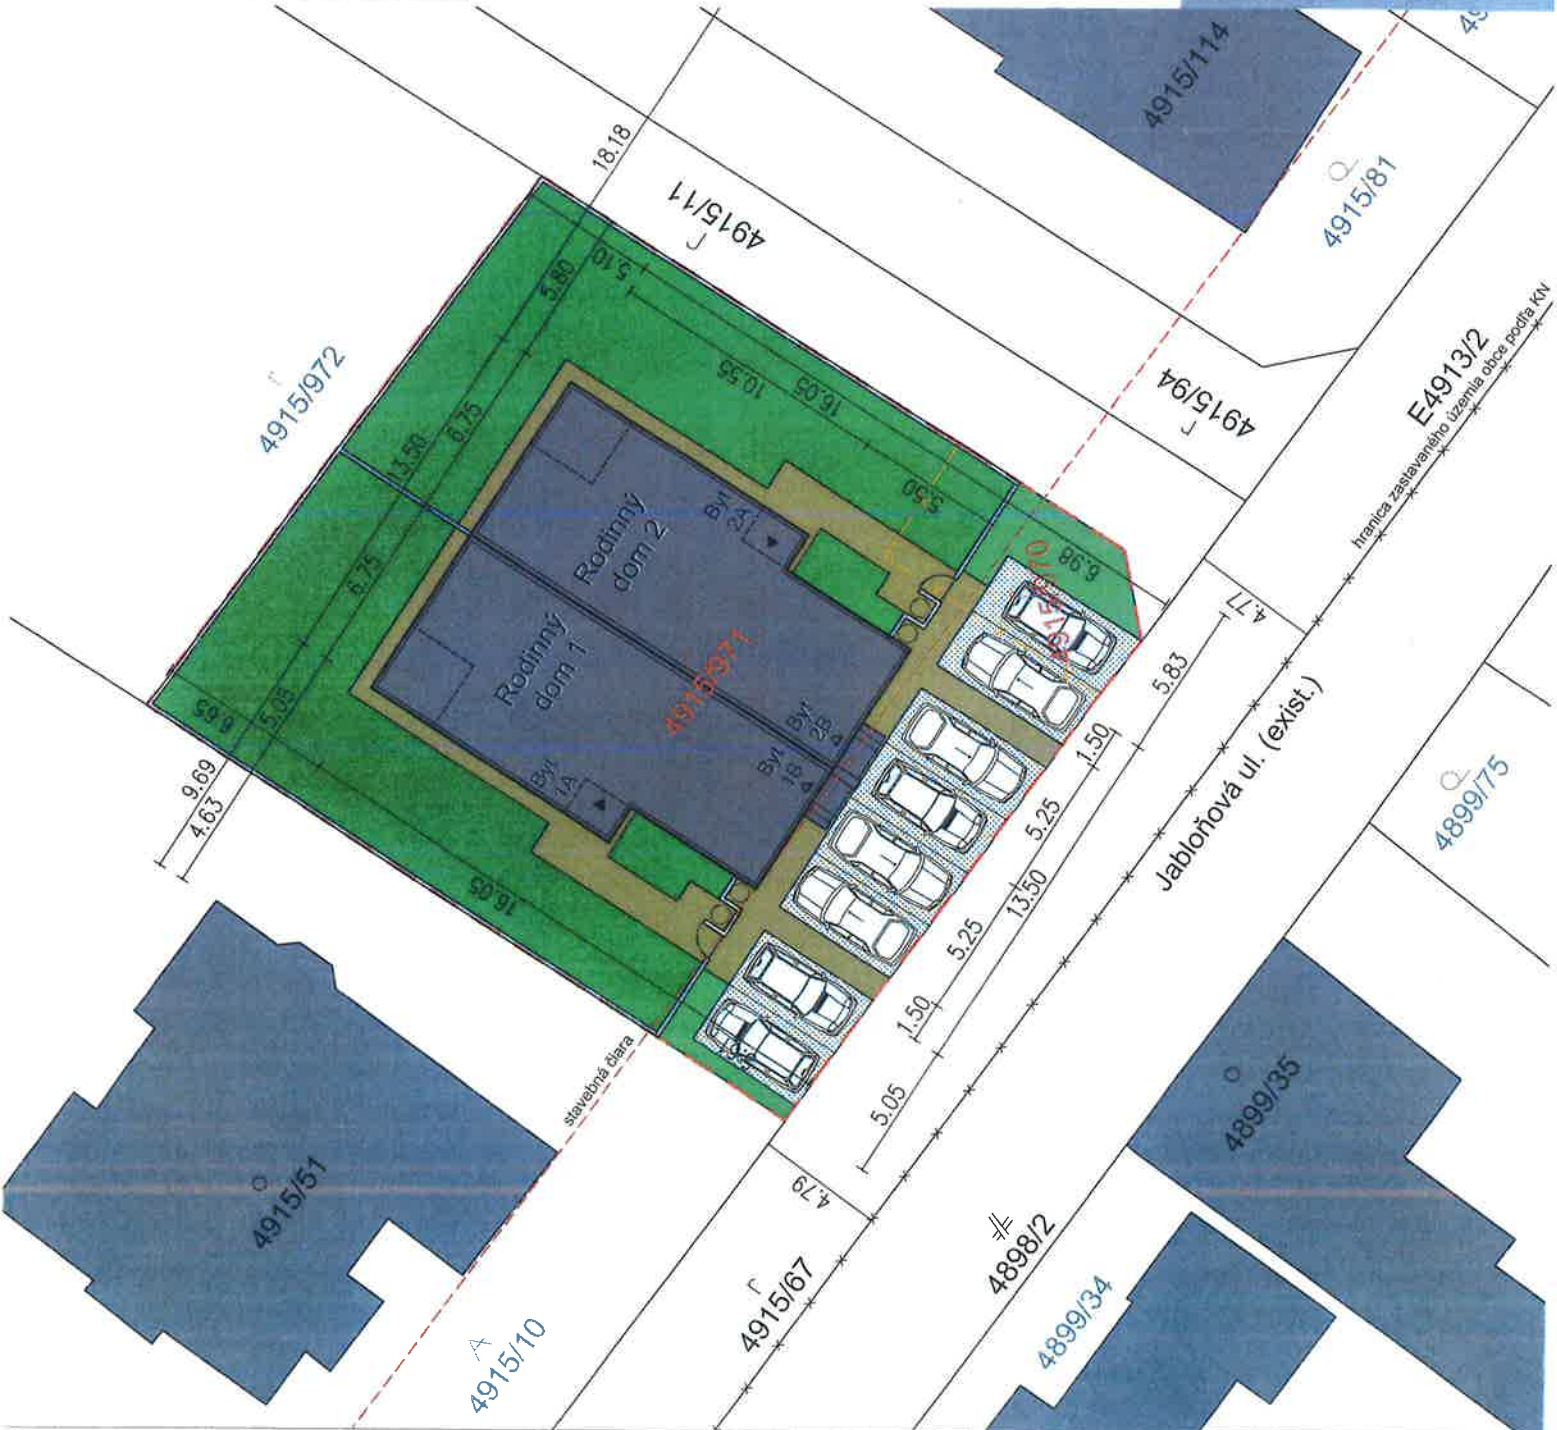 4915/114
18.18
4915/11
4915/81
5.10
5.80
4915/972
10.55
16.05
13.50
6.75
E4913/2
hranica zastavaného územia obce podľa KN
4915/94
5.50
Byt
2A
Rodinný
dom 2
6.98
6.75
4.77
Rodinný
dom 1
4915/971
5.83
6.65
5.05
Byt
2B
Byt
1B
1.50
Jabloňová ul. (exist.)
9.69
4.63
Byt
1A
5.25
4899/75
13.50
16.05
5.25
1.50
stavebná čiara
5.05
4899/35
4915/51
4.79
4898/2
4915/67
4899/34
4915/10